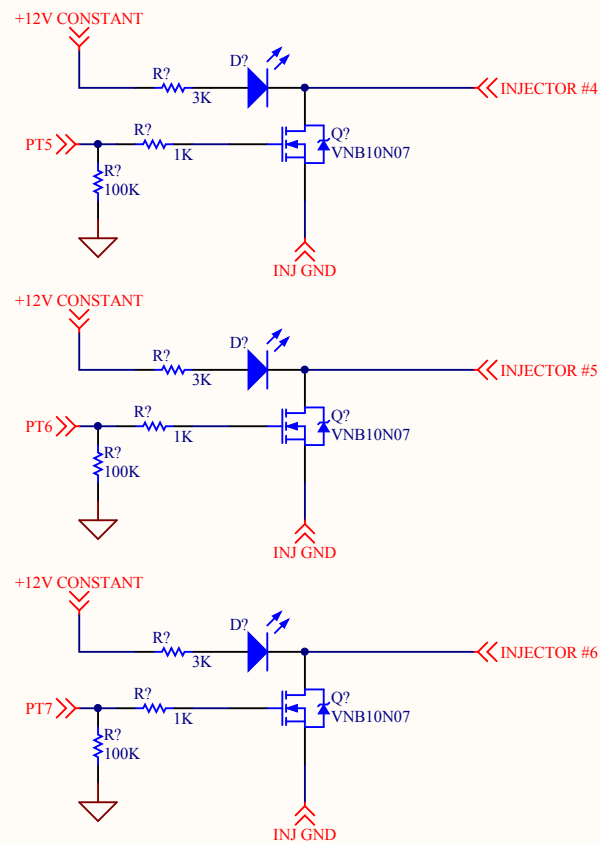 +12V CONSTANT
D?
R?
3K
INJECTOR #4
R?
Q?
PT5
1K
VNB10N07
R?
100K
INJ GND
+12V CONSTANT
D?
R?
3K
INJECTOR #5
R?
Q?
PT6
1K
VNB10N07
R?
100K
INJ GND
+12V CONSTANT
D?
R?
3K
INJECTOR #6
R?
Q?
PT7
1K
VNB10N07
R?
100K
INJ GND